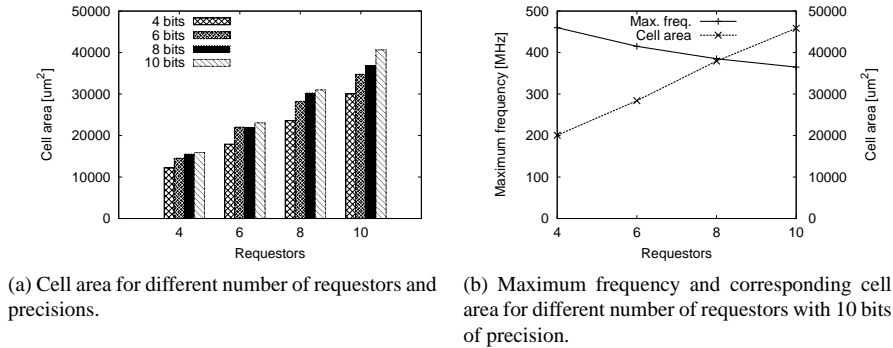 4 bits
6 bits
8 bits
10 bits
50000
40000
30000
20000
10000
0
Cell area [um²]
4 6 8 10
Requestors
(a) Cell area for different number of requestors and
precisions.
Max. freq.
Cell area
500
400
300
200
100
0
Maximum frequency [MHz]
50000
40000
30000
20000
10000
0
Cell area [um²]
4 6 8 10
Requestors
(b) Maximum frequency and corresponding cell
area for different number of requestors with 10 bits
of precision.